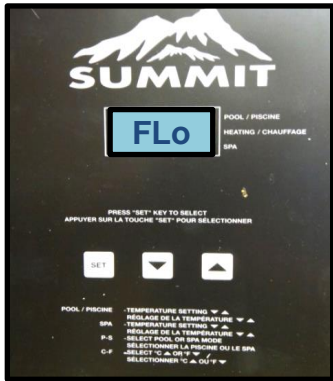 SUMMIT
FLo
POOL / PISCINE
HEATING / CHAUFFAGE
SPA
PRESS "SET" KEY TO SELECT
APPUYER SUR LA TOUCHE "SET" POUR SÉLECTIONNER
SET
POOL / PISCINE - TEMPERATURE SETTING ▼ ▲
RÉGLAGE DE LA TEMPÉRATURE ▼ ▲
SPA - TEMPERATURE SETTING ▼ ▲
RÉGLAGE DE LA TEMPÉRATURE ▼ ▲
P-S - SELECT POOL OR SPA MODE
SÉLECTIONNER LA PISCINE OU LE SPA
C-F - SELECT °C ▲ OR °F ▼ /
SÉLECTIONNER °C ▲ OU °F ▼